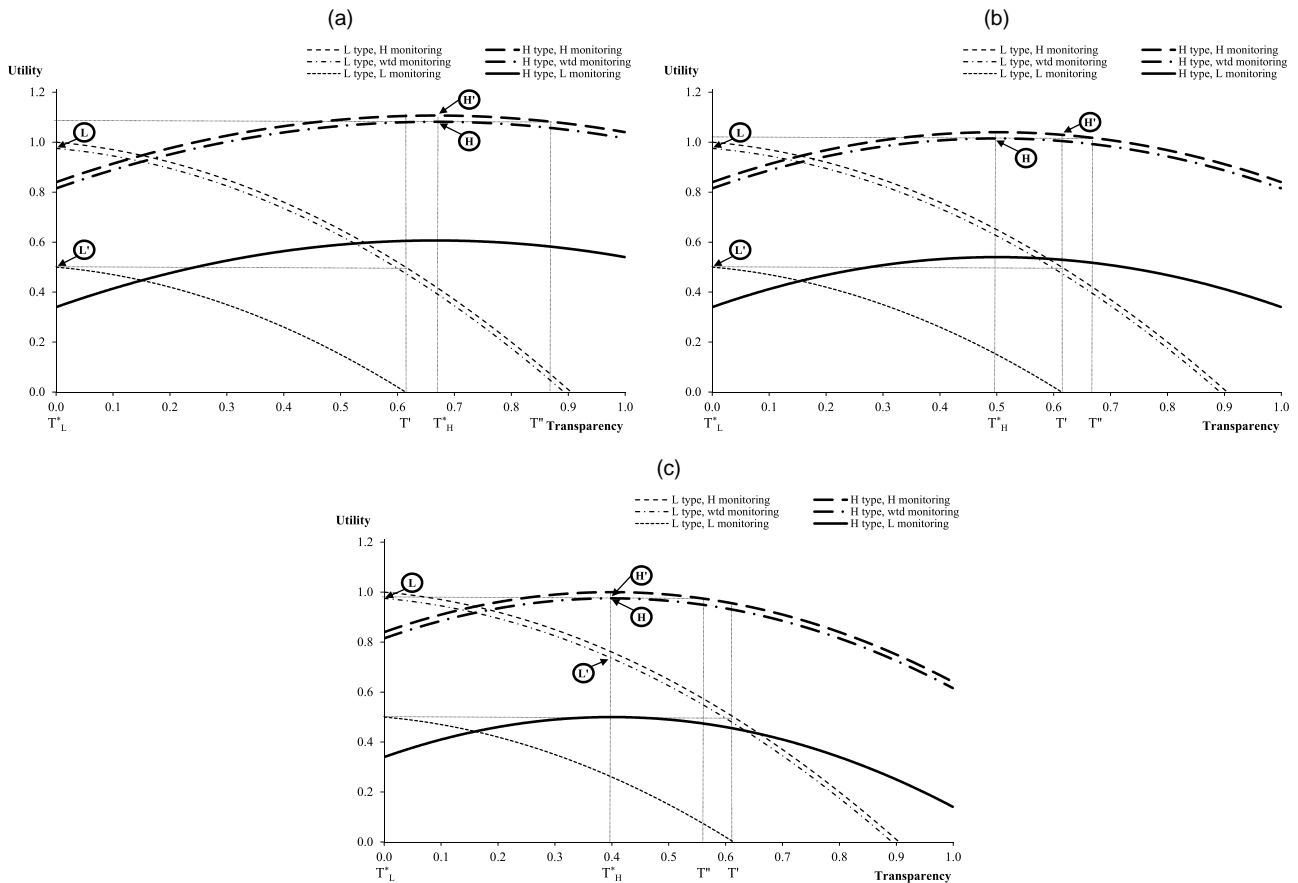 (a)
L type, H monitoring H type, H monitoring
L type, wtd monitoring H type, wtd monitoring
L type, L monitoring H type, L monitoring
Utility
1.2
1.0
0.8
0.6
0.4
0.2
0.0
L
L'
H'
H
0.0 0.1 0.2 0.3 0.4 0.5 0.6 0.7 0.8 0.9 1.0
T*L T' T*H T'' Transparency
(b)
L type, H monitoring H type, H monitoring
L type, wtd monitoring H type, wtd monitoring
L type, L monitoring H type, L monitoring
Utility
1.2
1.0
0.8
0.6
0.4
0.2
0.0
L
L'
H'
H
0.0 0.1 0.2 0.3 0.4 0.5 0.6 0.7 0.8 0.9 1.0
T*L T*H T' T'' Transparency
(c)
L type, H monitoring H type, H monitoring
L type, wtd monitoring H type, wtd monitoring
L type, L monitoring H type, L monitoring
Utility
1.2
1.0
0.8
0.6
0.4
0.2
0.0
L
H'
H
L'
0.0 0.1 0.2 0.3 0.4 0.5 0.6 0.7 0.8 0.9 1.0
T*L T*H T'' T' Transparency